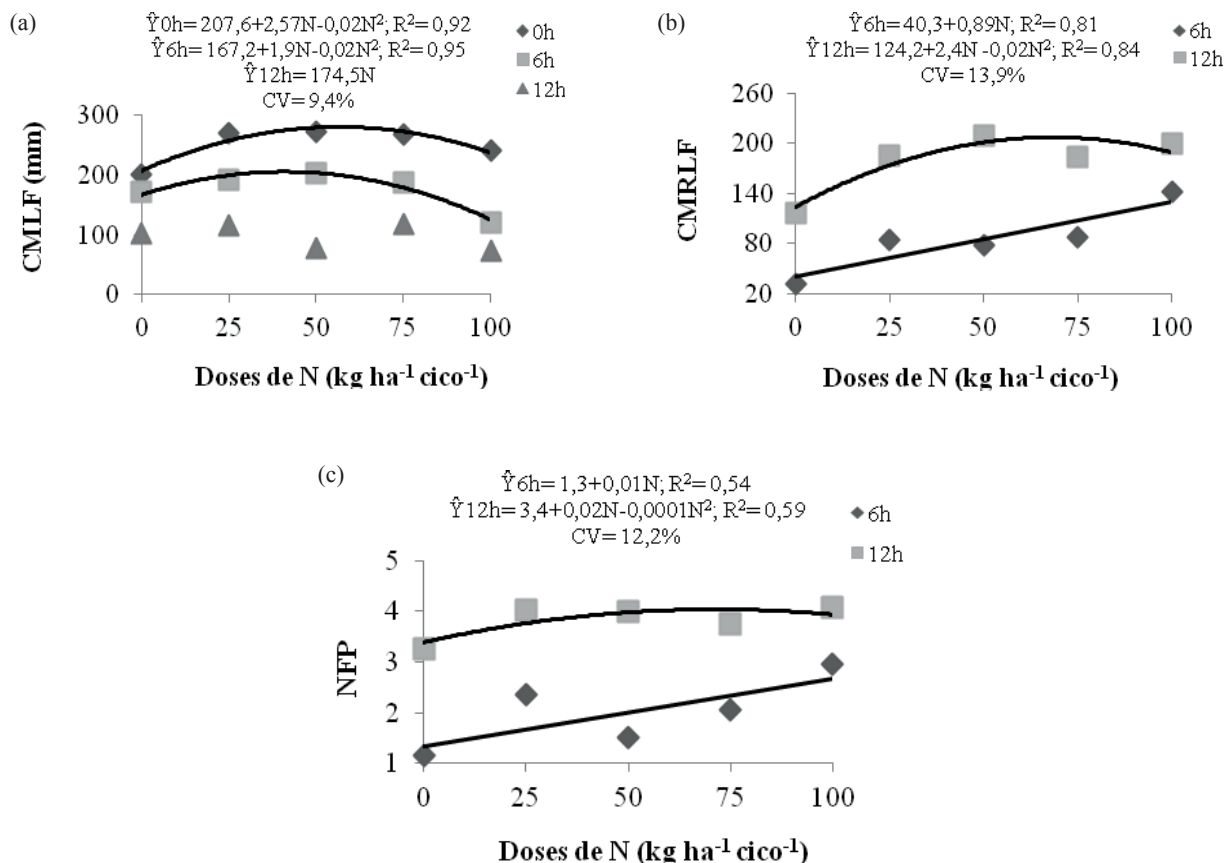 (a)
Ŷ0h= 207,6+2,57N-0,02N²; R²= 0,92
Ŷ6h= 167,2+1,9N-0,02N²; R²= 0,95
Ŷ12h= 174,5N
CV= 9,4%
0h
6h
12h
300
200
100
0
CMLF (mm)
0 25 50 75 100
Doses de N (kg ha⁻¹ cico⁻¹)
(b)
Ŷ6h= 40,3+0,89N; R²= 0,81
Ŷ12h= 124,2+2,4N -0,02N²; R²= 0,84
CV= 13,9%
6h
12h
260
200
140
80
20
CMRLF
0 25 50 75 100
Doses de N (kg ha⁻¹ cico⁻¹)
(c)
Ŷ6h= 1,3+0,01N; R²= 0,54
Ŷ12h= 3,4+0,02N-0,0001N²; R²= 0,59
CV= 12,2%
6h
12h
5
4
3
2
1
NFP
0 25 50 75 100
Doses de N (kg ha⁻¹ cico⁻¹)